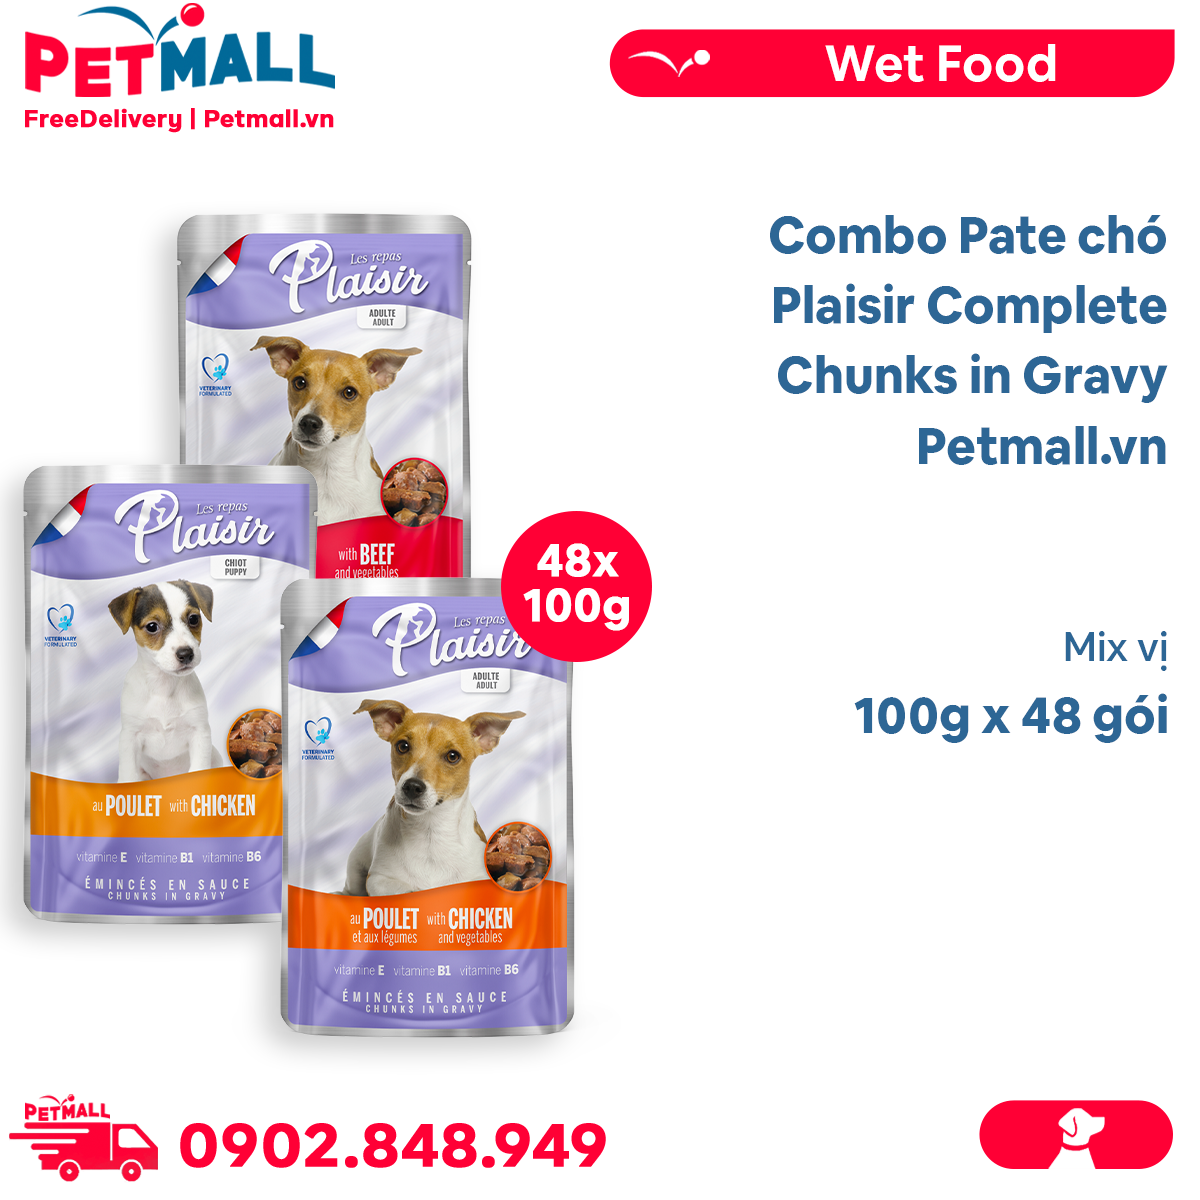 PETMALL
FreeDelivery | Petmall.vn
Wet Food
Combo Pate chó
Plaisir Complete
Chunks in Gravy
Petmall.vn
Mix vị
100g x 48 gói
48x
100g
Les repas
Plaisir
ADULTE
ADULT
VETERINARY
FORMULATED
with BEEF
and vegetables
Les repas
Plaisir
CHIOT
PUPPY
VETERINARY
FORMULATED
au POULET with CHICKEN
vitamine E vitamine B1 vitamine B6
ÉMINCÉS EN SAUCE
CHUNKS IN GRAVY
Les repas
Plaisir
ADULTE
ADULT
VETERINARY
FORMULATED
au POULET with CHICKEN
et aux légumes and vegetables
vitamine E vitamine B1 vitamine B6
ÉMINCÉS EN SAUCE
CHUNKS IN GRAVY
PETMALL
0902.848.949